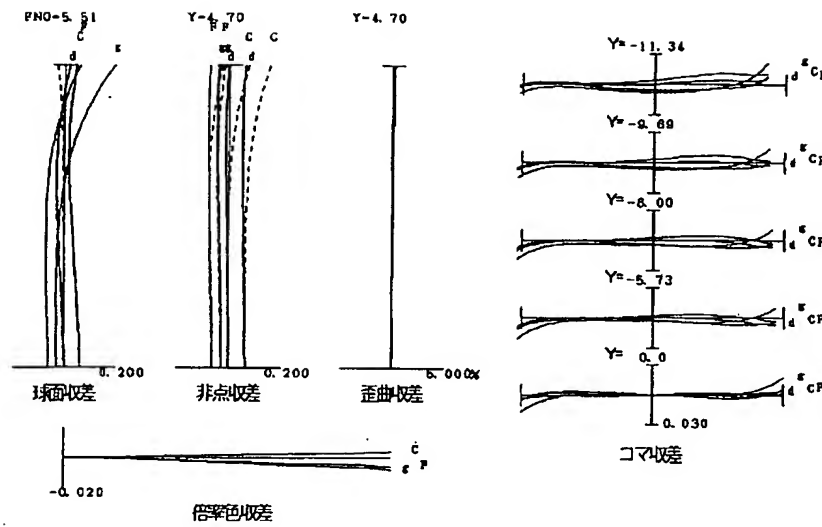 FNO=5.51
C F
d
g
0.200
球面収差
Y-4.70
F F C C
g g
d d
0.200
非点収差
Y-4.70
5.000%
歪曲収差
C
g F
-0.020
倍率色収差
Y=-11.34
d g C F
Y=-9.69
d g C F
Y=-8.00
d g C F
Y=-5.73
d g C F
Y= 0.0
d g C F
0.030
コマ収差